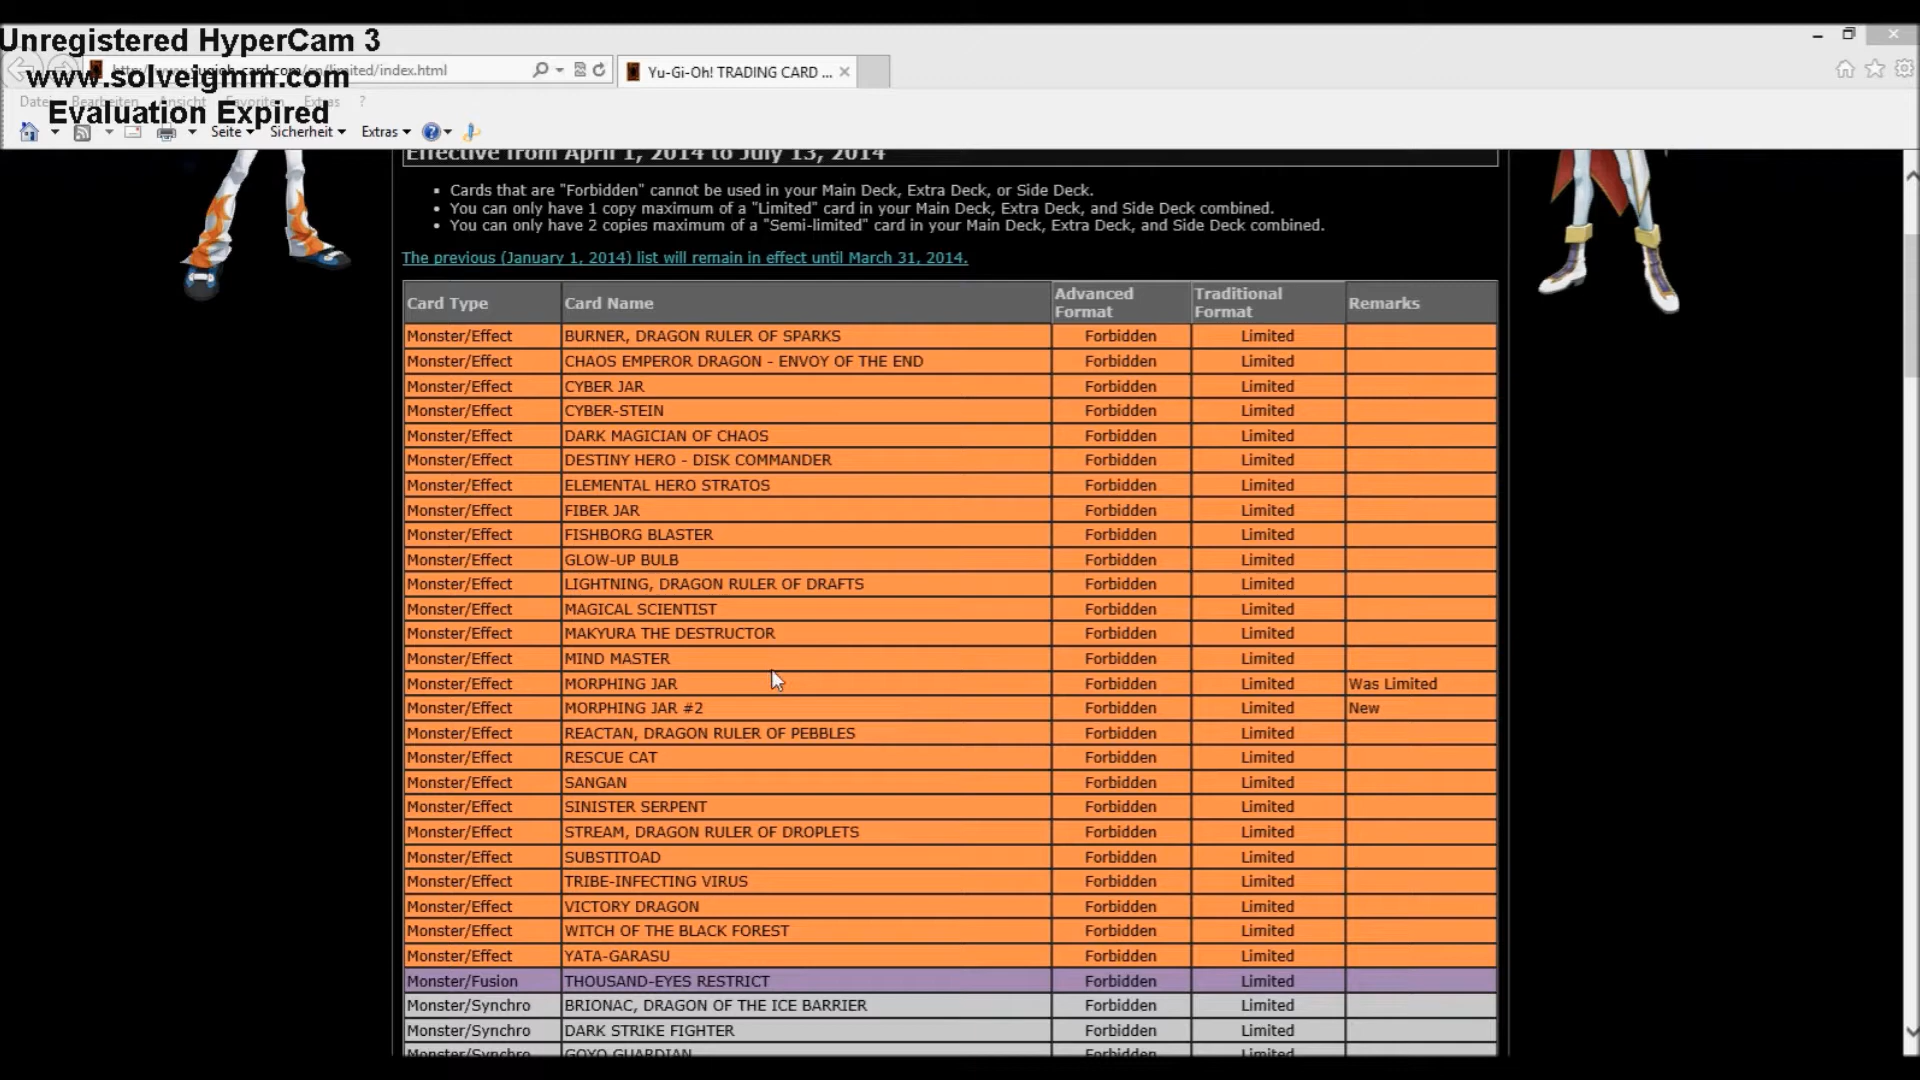 Unregistered HyperCam 3
www.solveigmm.com
Evaluation Expired
/limited/index.html
Yu-Gi-Oh! TRADING CARD ...
Datei Bearbeiten Ansicht Favoriten Extras ?
Seite Sicherheit Extras
Effective from April 1, 2014 to July 13, 2014
Cards that are "Forbidden" cannot be used in your Main Deck, Extra Deck, or Side Deck.
You can only have 1 copy maximum of a "Limited" card in your Main Deck, Extra Deck, and Side Deck combined.
You can only have 2 copies maximum of a "Semi-limited" card in your Main Deck, Extra Deck, and Side Deck combined.
The previous (January 1, 2014) list will remain in effect until March 31, 2014.
Card Type Card Name Advanced Format Traditional Format Remarks
Monster/Effect BURNER, DRAGON RULER OF SPARKS Forbidden Limited
Monster/Effect CHAOS EMPEROR DRAGON - ENVOY OF THE END Forbidden Limited
Monster/Effect CYBER JAR Forbidden Limited
Monster/Effect CYBER-STEIN Forbidden Limited
Monster/Effect DARK MAGICIAN OF CHAOS Forbidden Limited
Monster/Effect DESTINY HERO - DISK COMMANDER Forbidden Limited
Monster/Effect ELEMENTAL HERO STRATOS Forbidden Limited
Monster/Effect FIBER JAR Forbidden Limited
Monster/Effect FISHBORG BLASTER Forbidden Limited
Monster/Effect GLOW-UP BULB Forbidden Limited
Monster/Effect LIGHTNING, DRAGON RULER OF DRAFTS Forbidden Limited
Monster/Effect MAGICAL SCIENTIST Forbidden Limited
Monster/Effect MAKYURA THE DESTRUCTOR Forbidden Limited
Monster/Effect MIND MASTER Forbidden Limited
Monster/Effect MORPHING JAR Forbidden Limited Was Limited
Monster/Effect MORPHING JAR #2 Forbidden Limited New
Monster/Effect REACTAN, DRAGON RULER OF PEBBLES Forbidden Limited
Monster/Effect RESCUE CAT Forbidden Limited
Monster/Effect SANGAN Forbidden Limited
Monster/Effect SINISTER SERPENT Forbidden Limited
Monster/Effect STREAM, DRAGON RULER OF DROPLETS Forbidden Limited
Monster/Effect SUBSTITOAD Forbidden Limited
Monster/Effect TRIBE-INFECTING VIRUS Forbidden Limited
Monster/Effect VICTORY DRAGON Forbidden Limited
Monster/Effect WITCH OF THE BLACK FOREST Forbidden Limited
Monster/Effect YATA-GARASU Forbidden Limited
Monster/Fusion THOUSAND-EYES RESTRICT Forbidden Limited
Monster/Synchro BRIONAC, DRAGON OF THE ICE BARRIER Forbidden Limited
Monster/Synchro DARK STRIKE FIGHTER Forbidden Limited
Monster/Synchro GOYO GUARDIAN Forbidden Limited